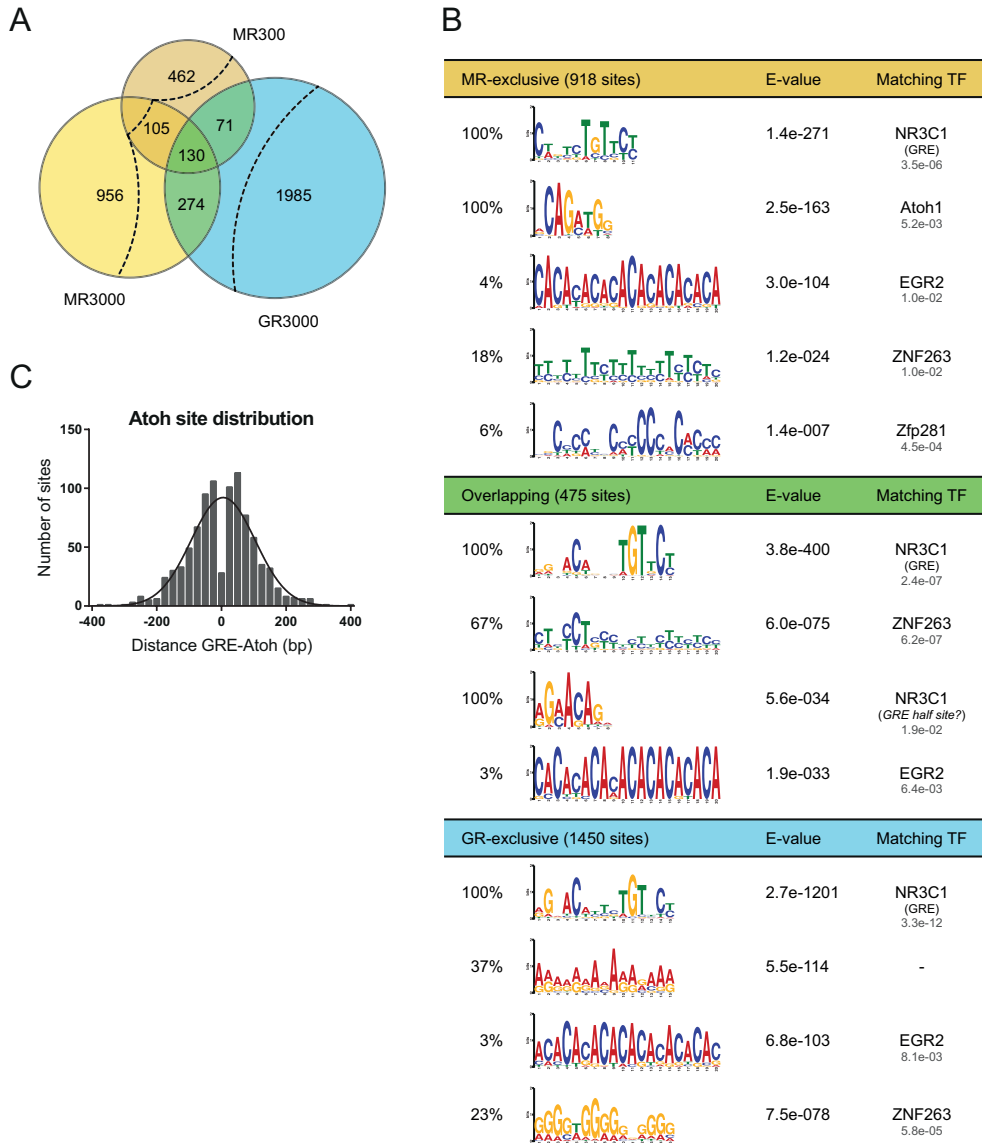 A
MR300
462
105
71
130
956
274
1985
MR3000
GR3000
B
MR-exclusive (918 sites) E-value Matching TF
100% 1.4e-271 NR3C1
(GRE)
3.5e-06
100% 2.5e-163 Atoh1
5.2e-03
4% 3.0e-104 EGR2
1.0e-02
18% 1.2e-024 ZNF263
1.0e-02
6% 1.4e-007 Zfp281
4.5e-04
Overlapping (475 sites) E-value Matching TF
100% 3.8e-400 NR3C1
(GRE)
2.4e-07
67% 6.0e-075 ZNF263
6.2e-07
100% 5.6e-034 NR3C1
(GRE half site?)
1.9e-02
3% 1.9e-033 EGR2
6.4e-03
GR-exclusive (1450 sites) E-value Matching TF
100% 2.7e-1201 NR3C1
(GRE)
3.3e-12
37% 5.5e-114 -
3% 6.8e-103 EGR2
8.1e-03
23% 7.5e-078 ZNF263
5.8e-05
C
Atoh site distribution
Number of sites
150
100
50
0
-400 -200 0 200 400
Distance GRE-Atoh (bp)